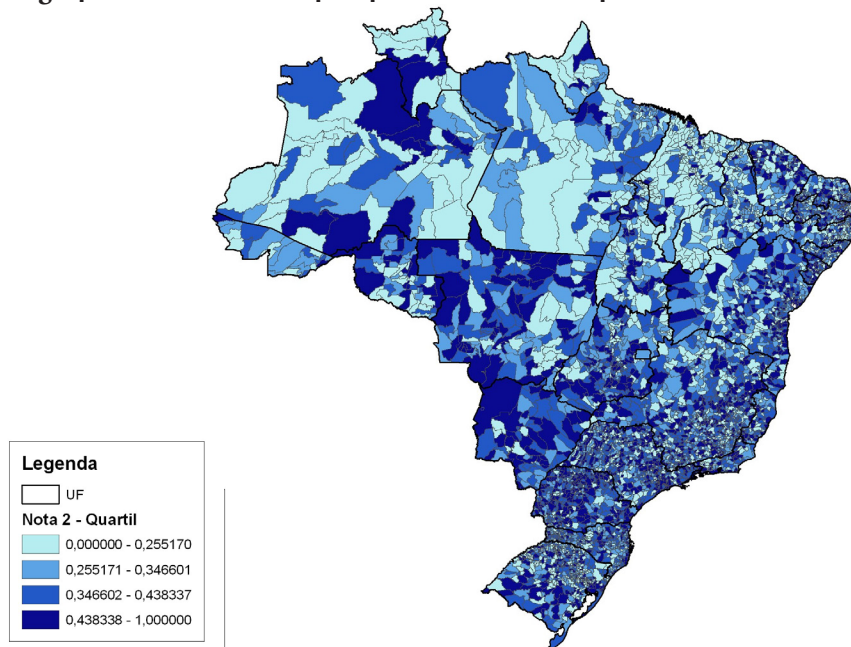 Legenda
UF
Nota 2 - Quartil
0,000000 - 0,255170
0,255171 - 0,346601
0,346602 - 0,438337
0,438338 - 1,000000